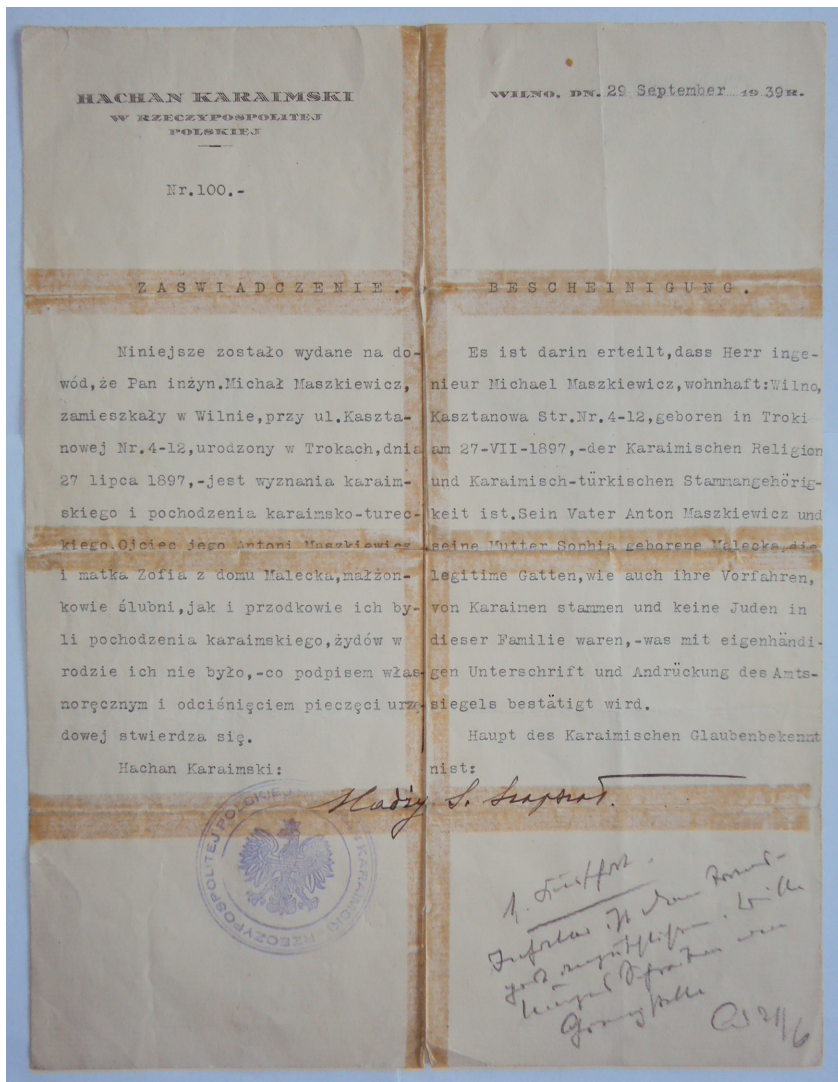 HACHAN KARAIMSKI
W RZECZYPOSPOLITEJ
POLSKIEJ
Nr.100.-
WILNO, DN. 29 September 1939R.
ZAŚWIADCZENIE.
Niniejsze zostało wydane na do-
wód,że Pan inżyn.Michał Maszkiewicz,
zamieszkały w Wilnie,przy ul.Kaszta-
nowej Nr.4-12,urodzony w Trokach,dnia
27 lipca 1897,-jest wyznania karaim-
skiego i pochodzenia karaimsko-turec-
kiego.Ojciec jego Antoni Maszkiewicz
i matka Zofia z domu Malecka,małżon-
kowie ślubni,jak i przodkowie ich by-
li pochodzenia karaimskiego,żydów w
rodzie ich nie było,-co podpisem włas-
noręcznym i odciśnięciem pieczęci urzę-
dowej stwierdza się.
Hachan Karaimski:
BESCHEINIGUNG.
Es ist darin erteilt,dass Herr inge-
nieur Michael Maszkiewicz,wohnhaft:Wilno,
Kasztanowa Str.Nr.4-12,geboren in Troki
am 27-VII-1897,-der Karaimischen Religion
und Karaimisch-türkischen Stammangehörig-
keit ist.Sein Vater Anton Maszkiewicz und
seine Mutter Sophia geborene Malecka,die
legitime Gatten,wie auch ihre Vorfahren,
von Karaimen stammen und keine Juden in
dieser Familie waren,-was mit eigenhändi-
gen Unterschrift und Andrückung des Amts-
siegels bestätigt wird.
Haupt des Karaimischen Glaubenbekennt
nist:
Hadży S. Szapszał.
RZECZYPOSPOLITEJ POLSKIEJ